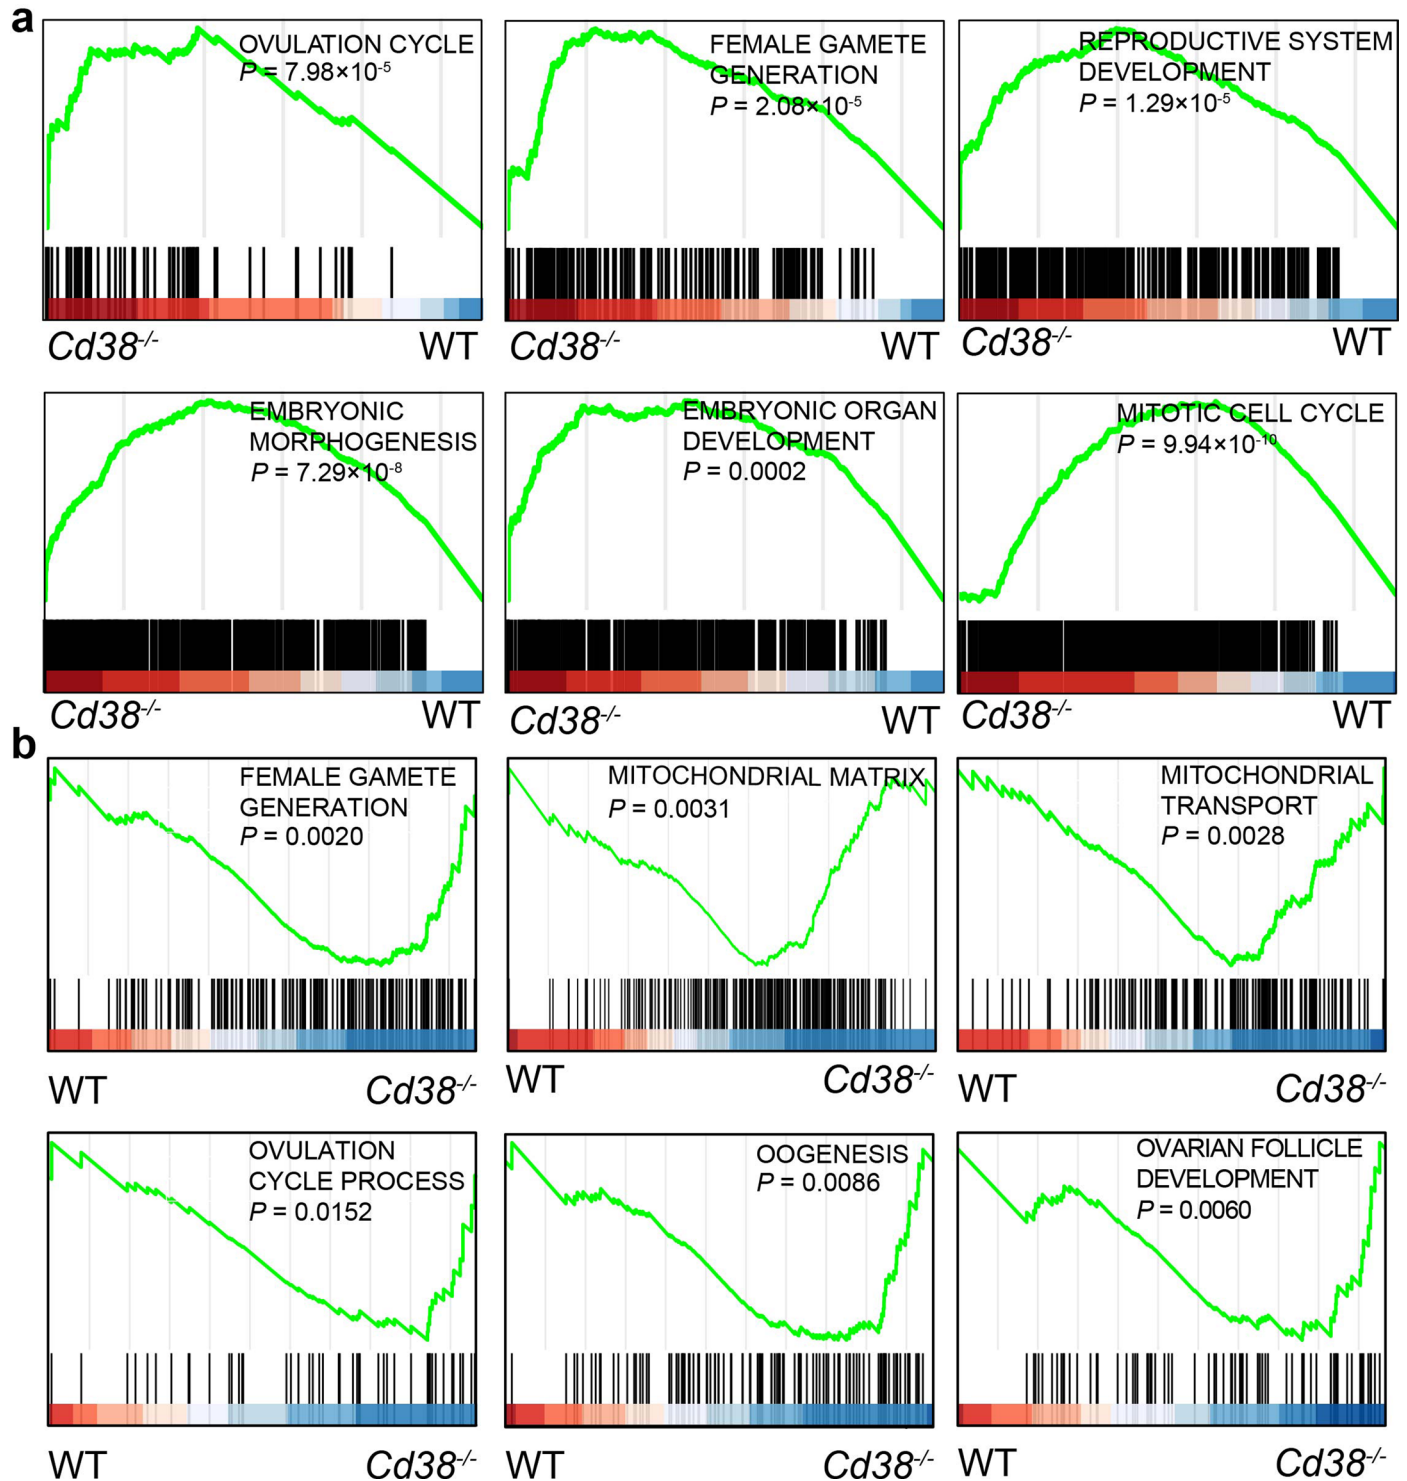 a
OVULATION CYCLE
P = 7.98×10⁻⁵
FEMALE GAMETE
GENERATION
P = 2.08×10⁻⁵
REPRODUCTIVE SYSTEM
DEVELOPMENT
P = 1.29×10⁻⁵
Cd38⁻/⁻ WT
Cd38⁻/⁻ WT
Cd38⁻/⁻ WT
EMBRYONIC
MORPHOGENESIS
P = 7.29×10⁻⁸
EMBRYONIC ORGAN
DEVELOPMENT
P = 0.0002
MITOTIC CELL CYCLE
P = 9.94×10⁻¹⁰
Cd38⁻/⁻ WT
Cd38⁻/⁻ WT
Cd38⁻/⁻ WT
b
FEMALE GAMETE
GENERATION
P = 0.0020
MITOCHONDRIAL MATRIX
P = 0.0031
MITOCHONDRIAL
TRANSPORT
P = 0.0028
WT Cd38⁻/⁻
WT Cd38⁻/⁻
WT Cd38⁻/⁻
OVULATION
CYCLE PROCESS
P = 0.0152
OOGENESIS
P = 0.0086
OVARIAN FOLLICLE
DEVELOPMENT
P = 0.0060
WT Cd38⁻/⁻
WT Cd38⁻/⁻
WT Cd38⁻/⁻